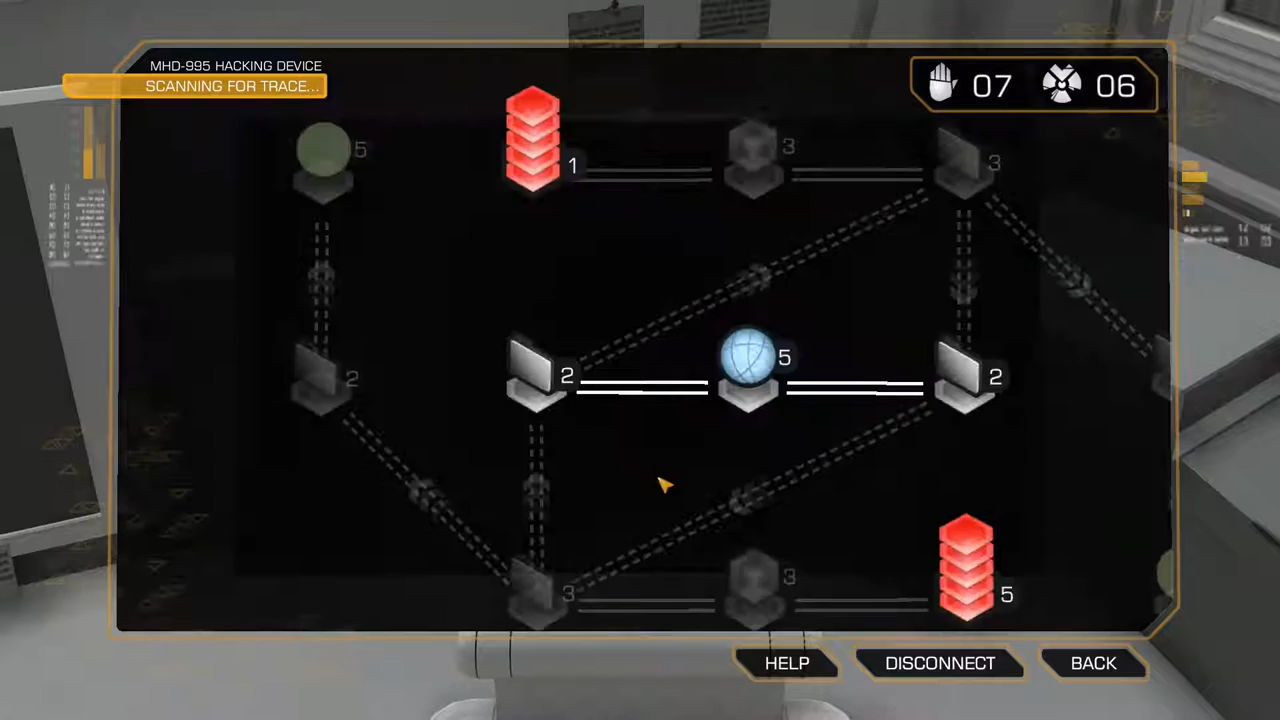 MHD-995 HACKING DEVICE
SCANNING FOR TRACE...
07 06
5 1 3 3
2 2 5 2
3 3 5
HELP DISCONNECT BACK